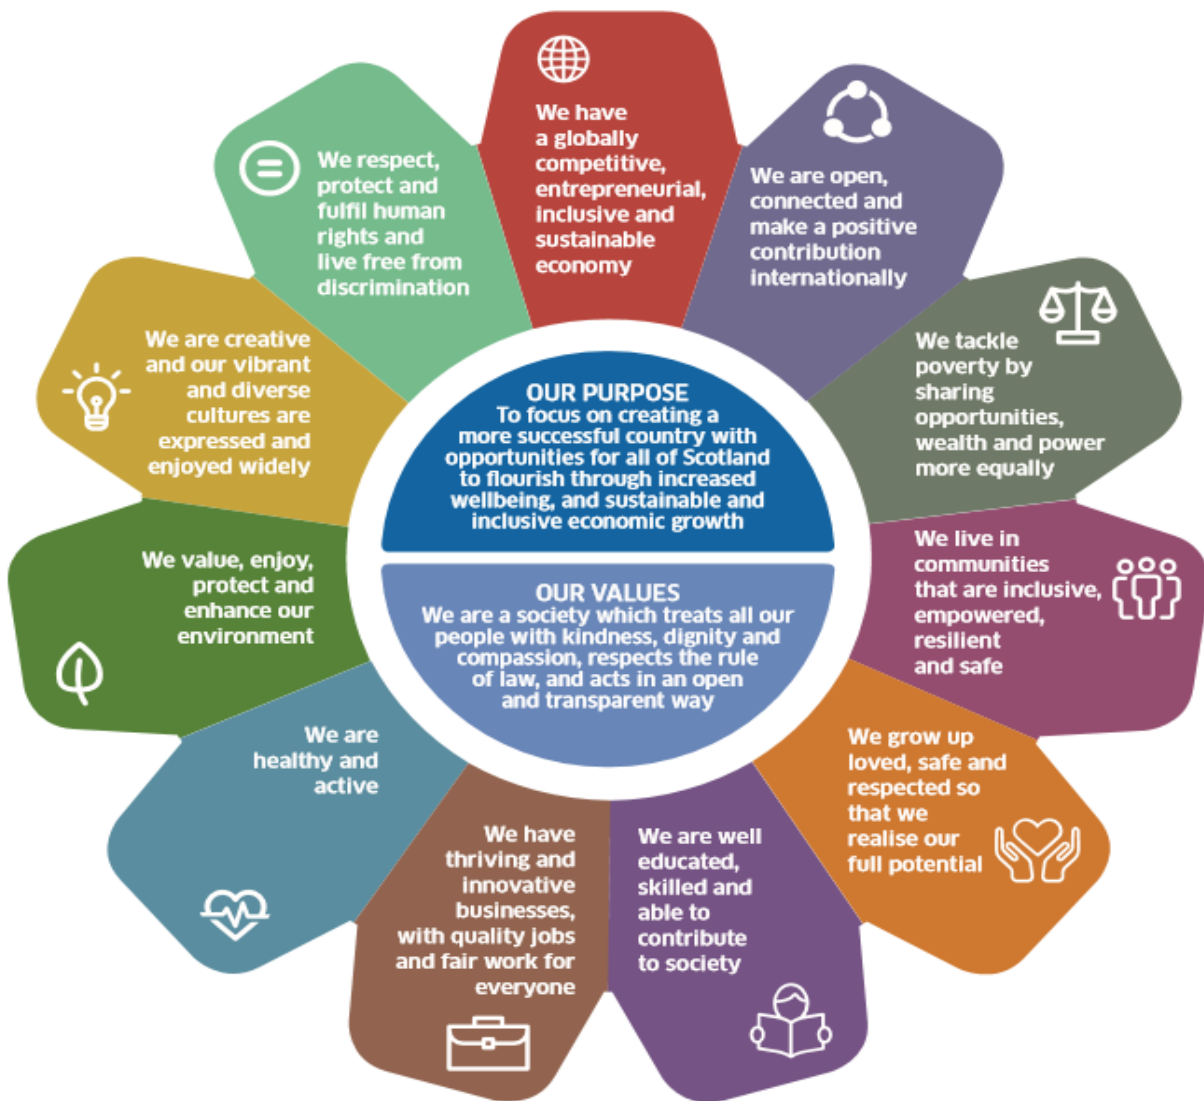 We have
a globally
competitive,
entrepreneurial,
inclusive and
sustainable
economy
We are open,
connected and
make a positive
contribution
internationally
We tackle
poverty by
sharing
opportunities,
wealth and power
more equally
We live in
communities
that are inclusive,
empowered,
resilient
and safe
We grow up
loved, safe and
respected so
that we
realise our
full potential
We are well
educated,
skilled and
able to
contribute
to society
We have
thriving and
innovative
businesses,
with quality jobs
and fair work for
everyone
We are
healthy and
active
We value, enjoy,
protect and
enhance our
environment
We are creative
and our vibrant
and diverse
cultures are
expressed and
enjoyed widely
We respect,
protect and
fulfil human
rights and
live free from
discrimination
OUR PURPOSE
To focus on creating a
more successful country with
opportunities for all of Scotland
to flourish through increased
wellbeing, and sustainable and
inclusive economic growth
OUR VALUES
We are a society which treats all our
people with kindness, dignity and
compassion, respects the rule
of law, and acts in an open
and transparent way